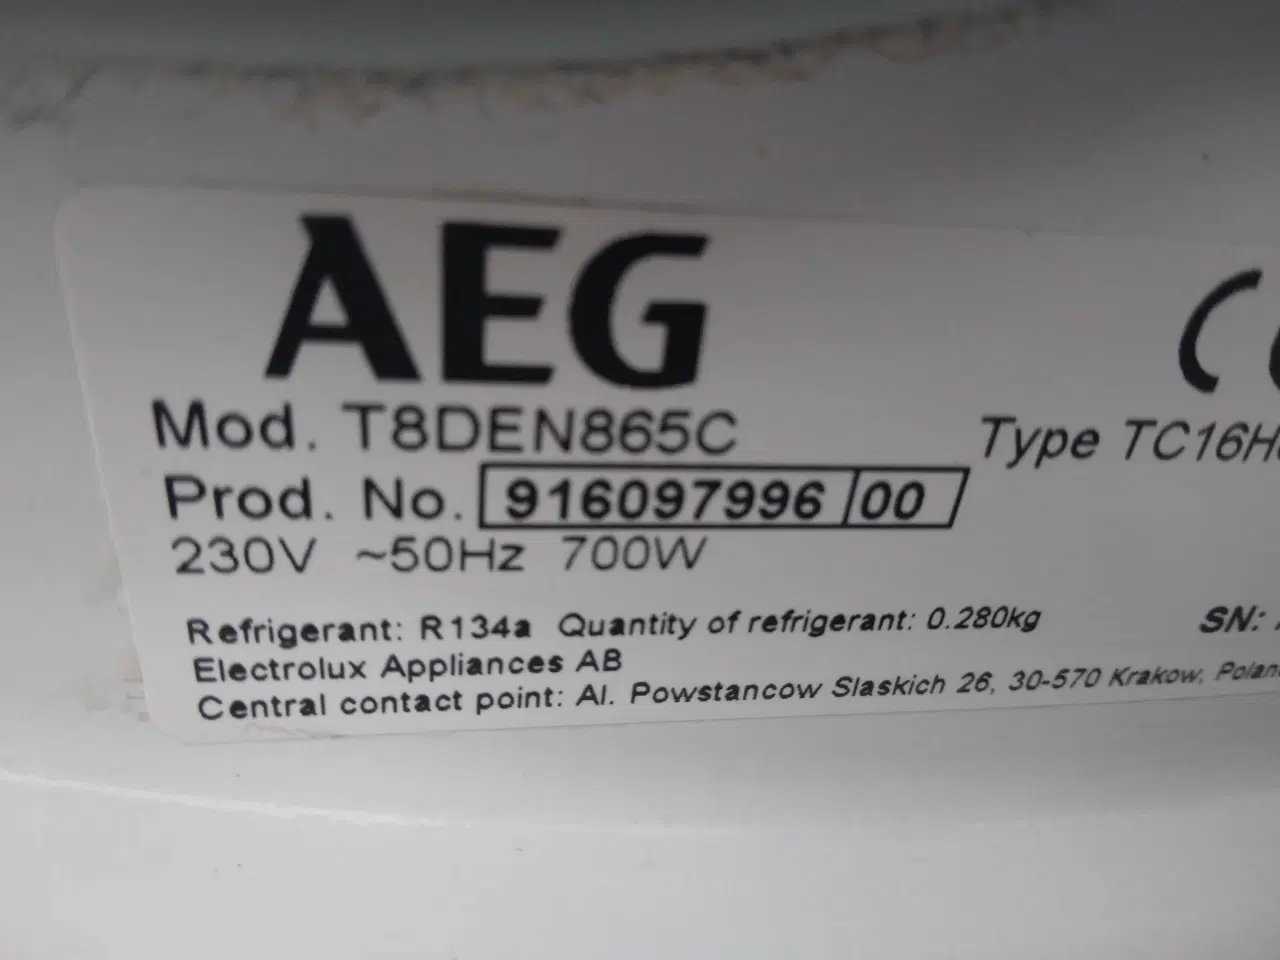 AEG
Mod. T8DEN865C
Type TC16H
Prod. No. 916097996 00
230V ~50Hz 700W
Refrigerant: R134a Quantity of refrigerant: 0.280kg
SN:
Electrolux Appliances AB
Central contact point: Al. Powstancow Slaskich 26, 30-570 Krakow, Polan